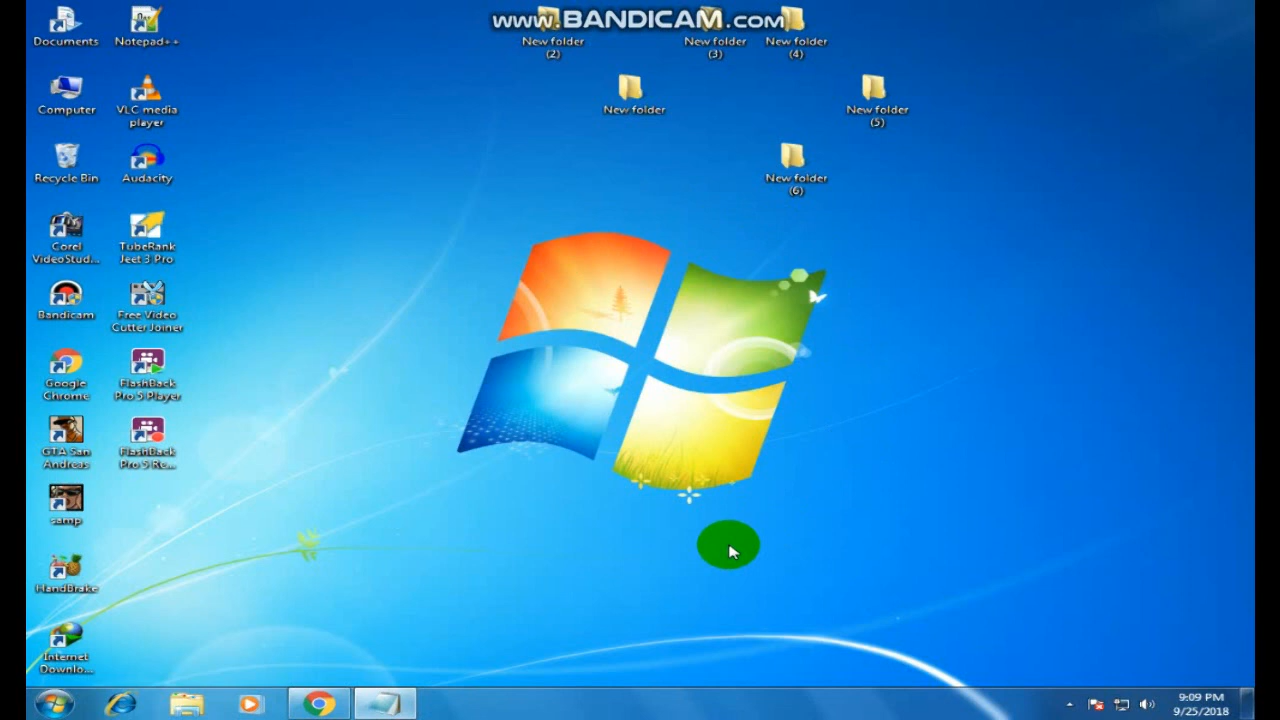 www.BANDICAM.com
Documents
Notepad++
New folder
(2)
New folder
(3)
New folder
(4)
Computer
VLC media
player
New folder
New folder
(5)
Recycle Bin
Audacity
New folder
(6)
Corel
VideoStud...
TubeRank
Jeet 3 Pro
Bandicam
Free Video
Cutter Joiner
Google
Chrome
FlashBack
Pro 5 Player
GTA San
Andreas
FlashBack
Pro 5 Re...
samp
HandBrake
Internet
Downlo...
9:09 PM
9/25/2018